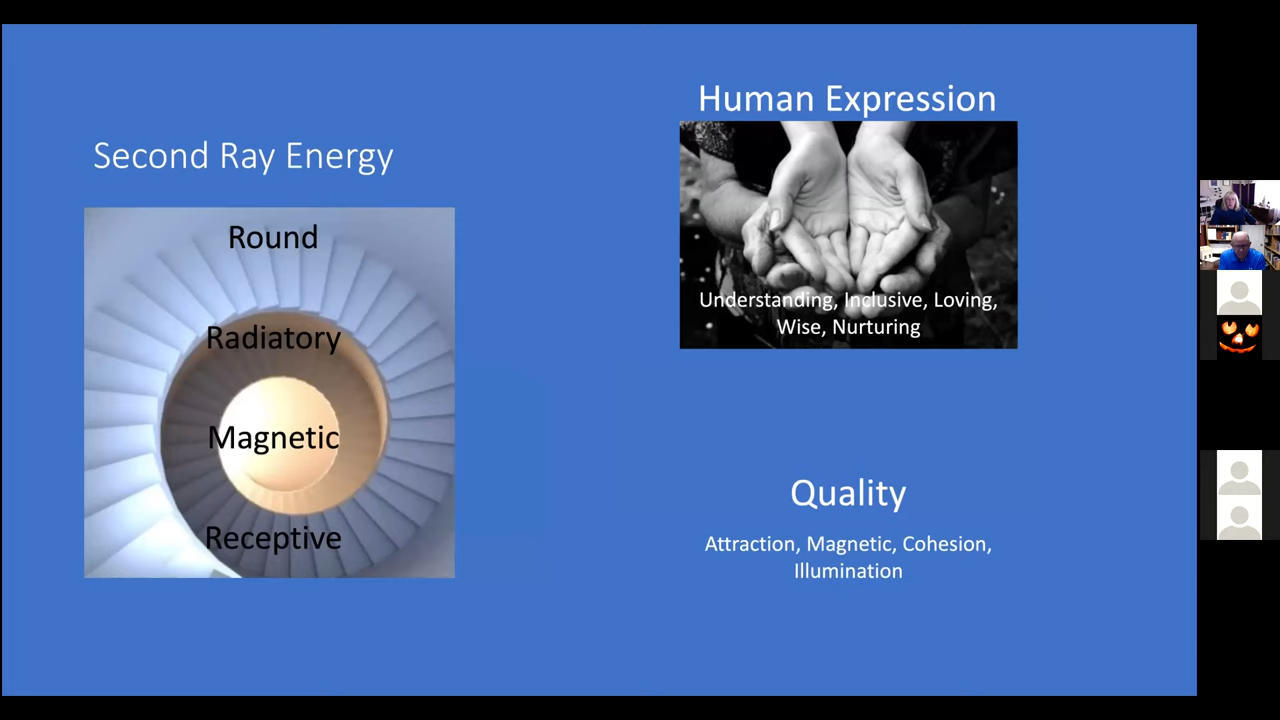 Second Ray Energy
Round
Radiatory
Magnetic
Receptive
Human Expression
Understanding, Inclusive, Loving,
Wise, Nurturing
Quality
Attraction, Magnetic, Cohesion,
Illumination